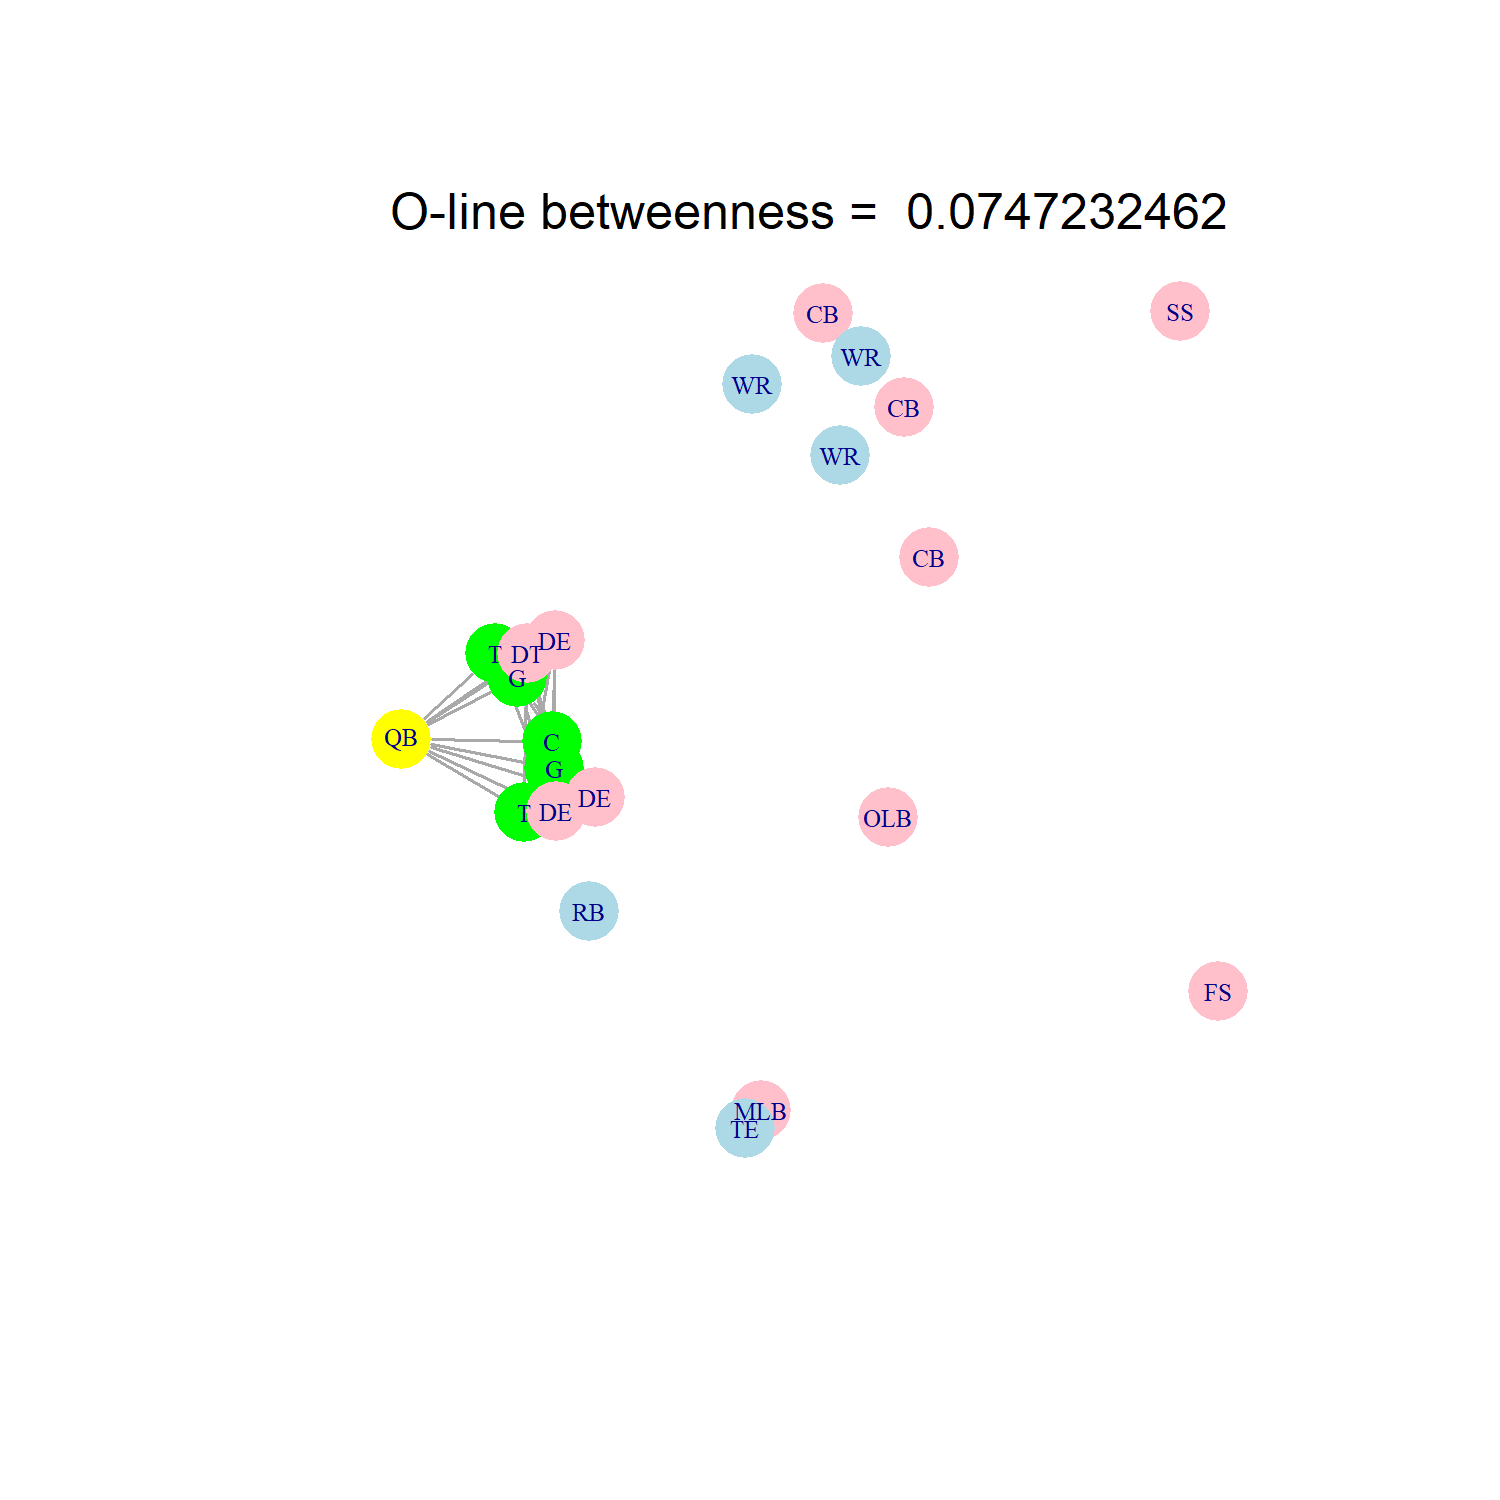 O-line betweenness = 0.0747232462
CB
SS
WR
WR
CB
WR
CB
DE
T
DT
G
QB
C
G
DE
T
DE
OLB
RB
FS
MLB
TE